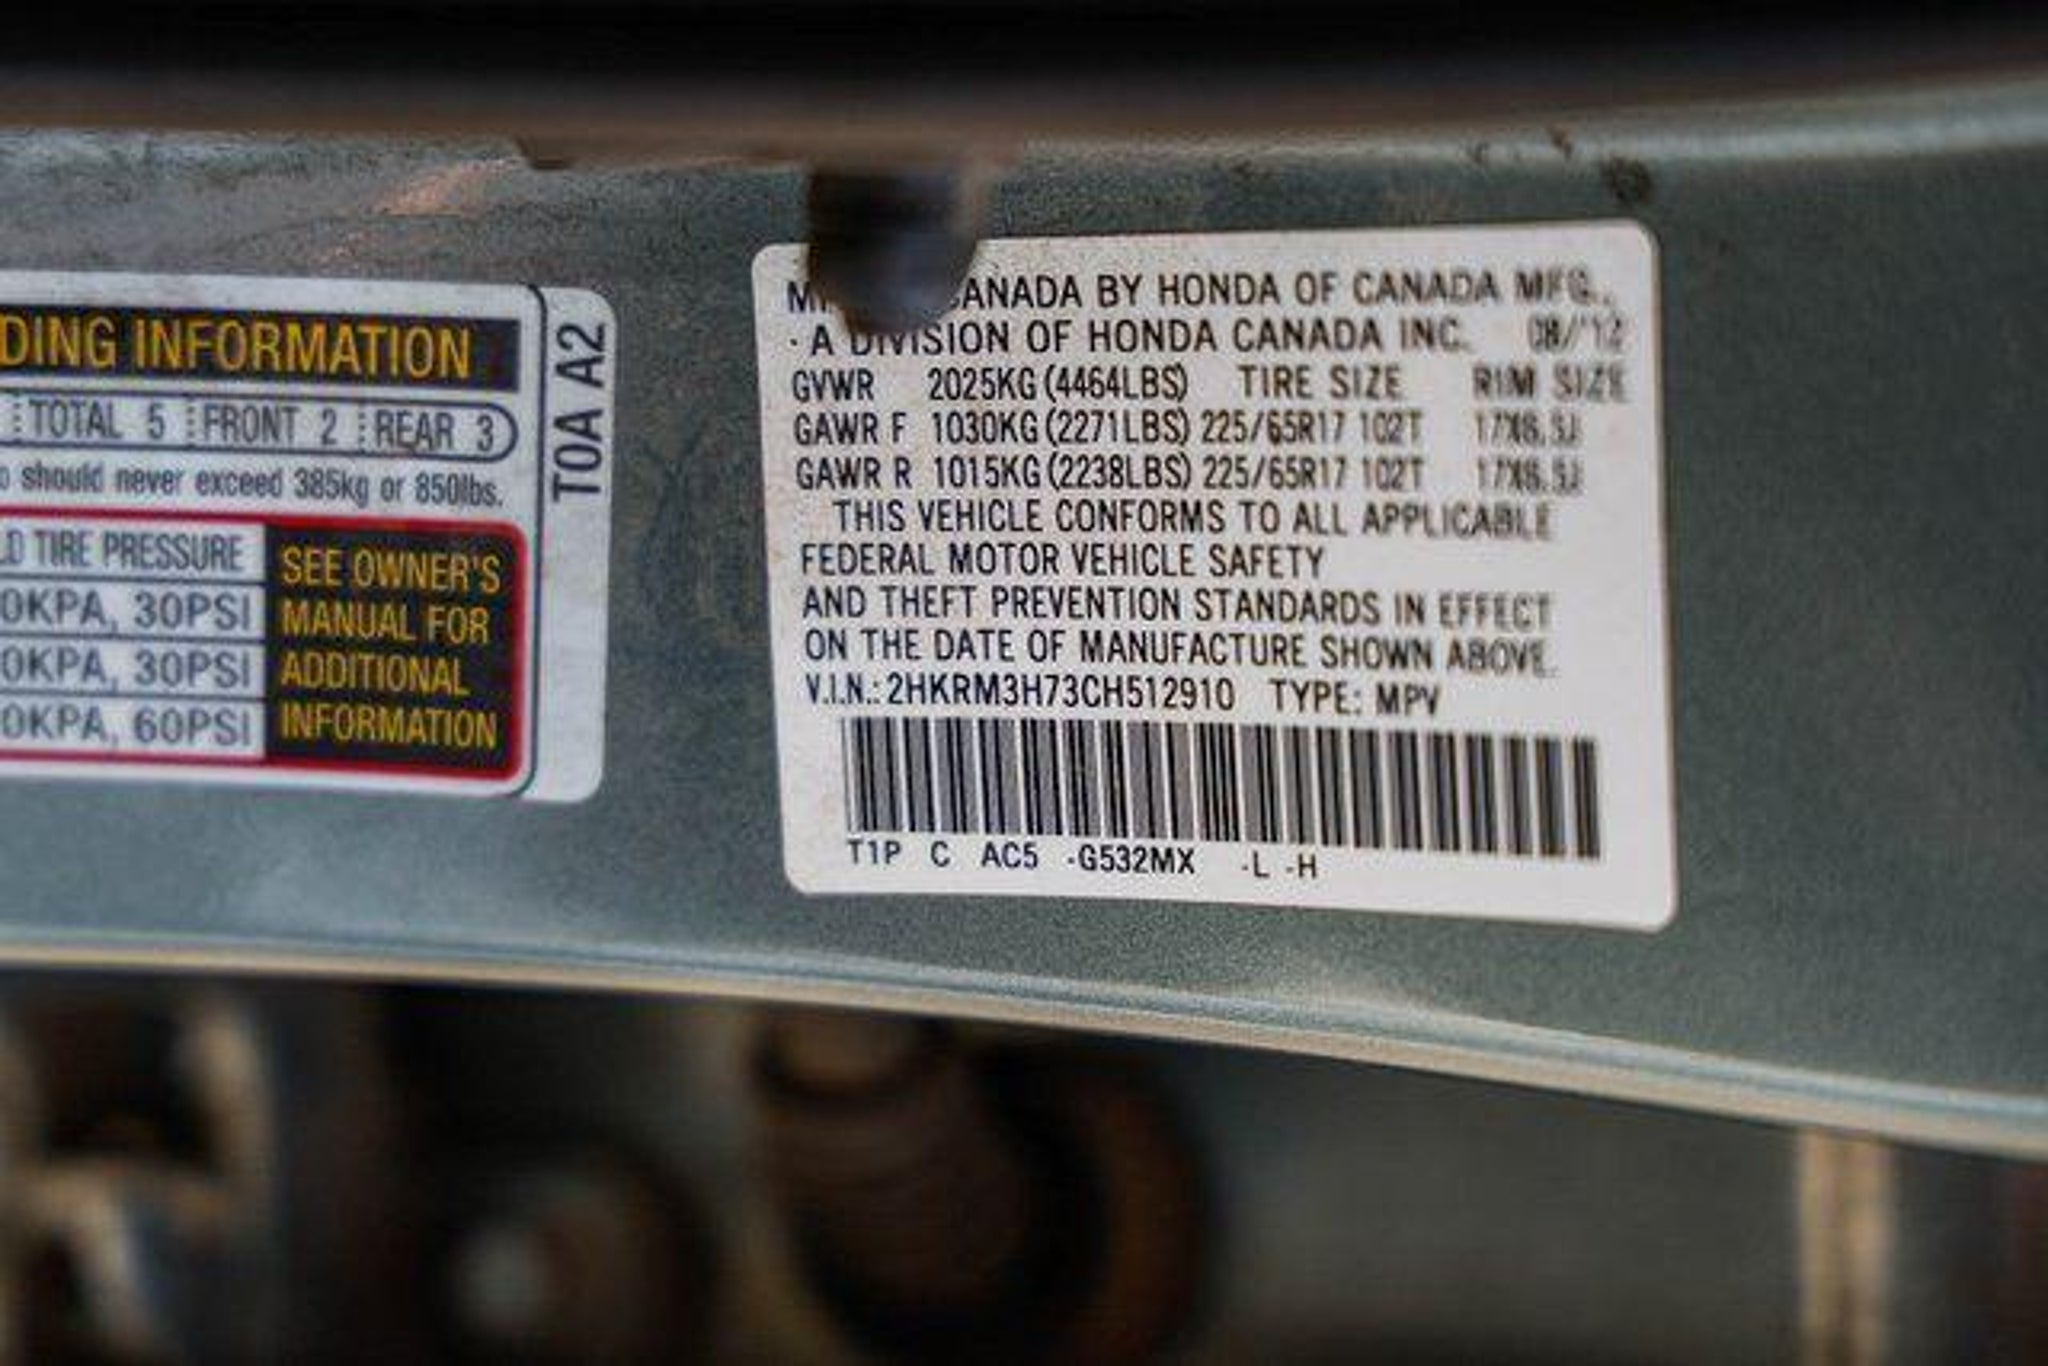 DING INFORMATION
TOTAL 5 FRONT 2 REAR 3
should never exceed 385kg or 850lbs.
TIRE PRESSURE
0KPA, 30PSI
0KPA, 30PSI
0KPA, 60PSI
SEE OWNER'S
MANUAL FOR
ADDITIONAL
INFORMATION
T0A A2
CANADA BY HONDA OF CANADA MFG.,
A DIVISION OF HONDA CANADA INC. 08/'12
GVWR 2025KG (4464LBS) TIRE SIZE RIM SIZE
GAWR F 1030KG (2271LBS) 225/65R17 102T 17X6.5J
GAWR R 1015KG (2238LBS) 225/65R17 102T 17X6.5J
THIS VEHICLE CONFORMS TO ALL APPLICABLE
FEDERAL MOTOR VEHICLE SAFETY
AND THEFT PREVENTION STANDARDS IN EFFECT
ON THE DATE OF MANUFACTURE SHOWN ABOVE.
V.I.N.: 2HKRM3H73CH512910 TYPE: MPV
T1P C AC5 -G532MX -L -H